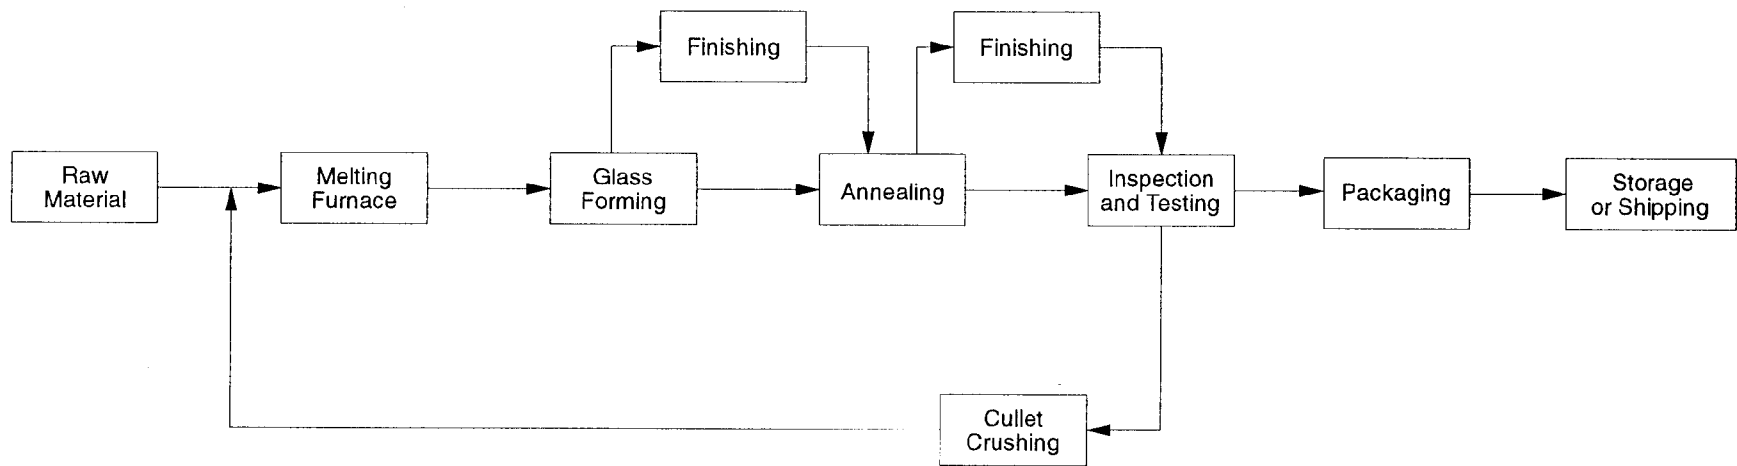 Finishing
Finishing
Raw
Material
Melting
Furnace
Glass
Forming
Annealing
Inspection
and Testing
Packaging
Storage
or Shipping
Cullet
Crushing